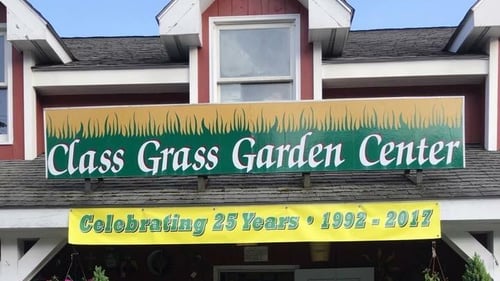 Class Grass Garden Center
Celebrating 25 Years • 1992 - 2017